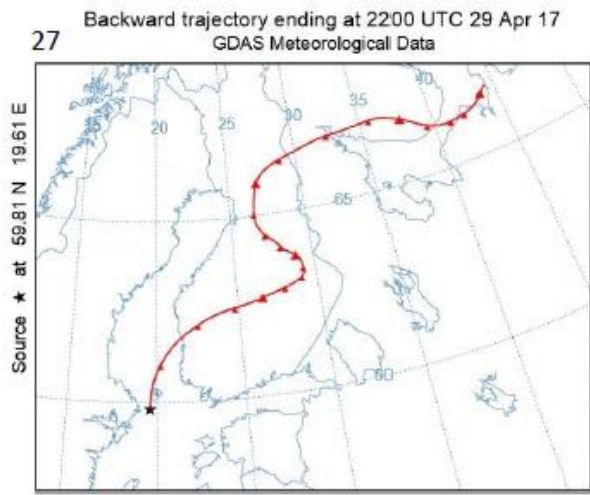 Backward trajectory ending at 2200 UTC 29 Apr 17
27
GDAS Meteorological Data
Source ★ at 59.81 N 19.61 E
20
25
30
35
40
65
60